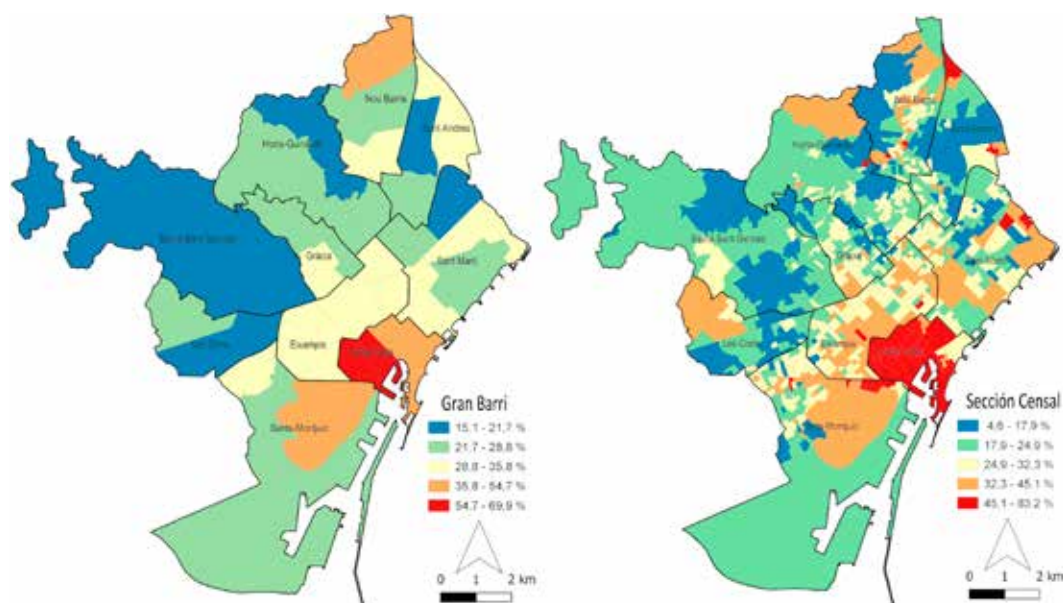 Nou Barris
Sant Andreu
Horta-Guinardó
Sarrià-Sant Gervasi
Gràcia
Sant Martí
Les Corts
Eixample
Sants-Montjuïc
Gran Barri
15,1 - 21,7 %
21,7 - 28,8 %
28,8 - 35,8 %
35,8 - 54,7 %
54,7 - 69,9 %
0 1 2 km
Gràcia
Les Corts
Sección Censal
4,6 - 17,9 %
17,9 - 24,9 %
24,9 - 32,3 %
32,3 - 45,1 %
45,1 - 83,2 %
0 1 2 km